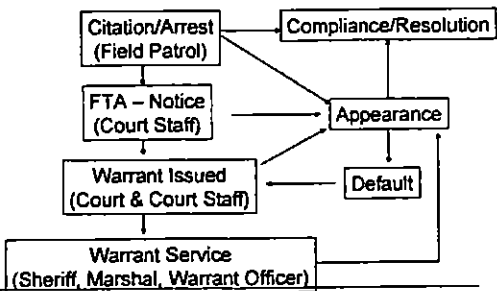 Citation/Arrest
(Field Patrol)
Compliance/Resolution
FTA – Notice
(Court Staff)
Appearance
Warrant Issued
(Court & Court Staff)
Default
Warrant Service
(Sheriff, Marshal, Warrant Officer)